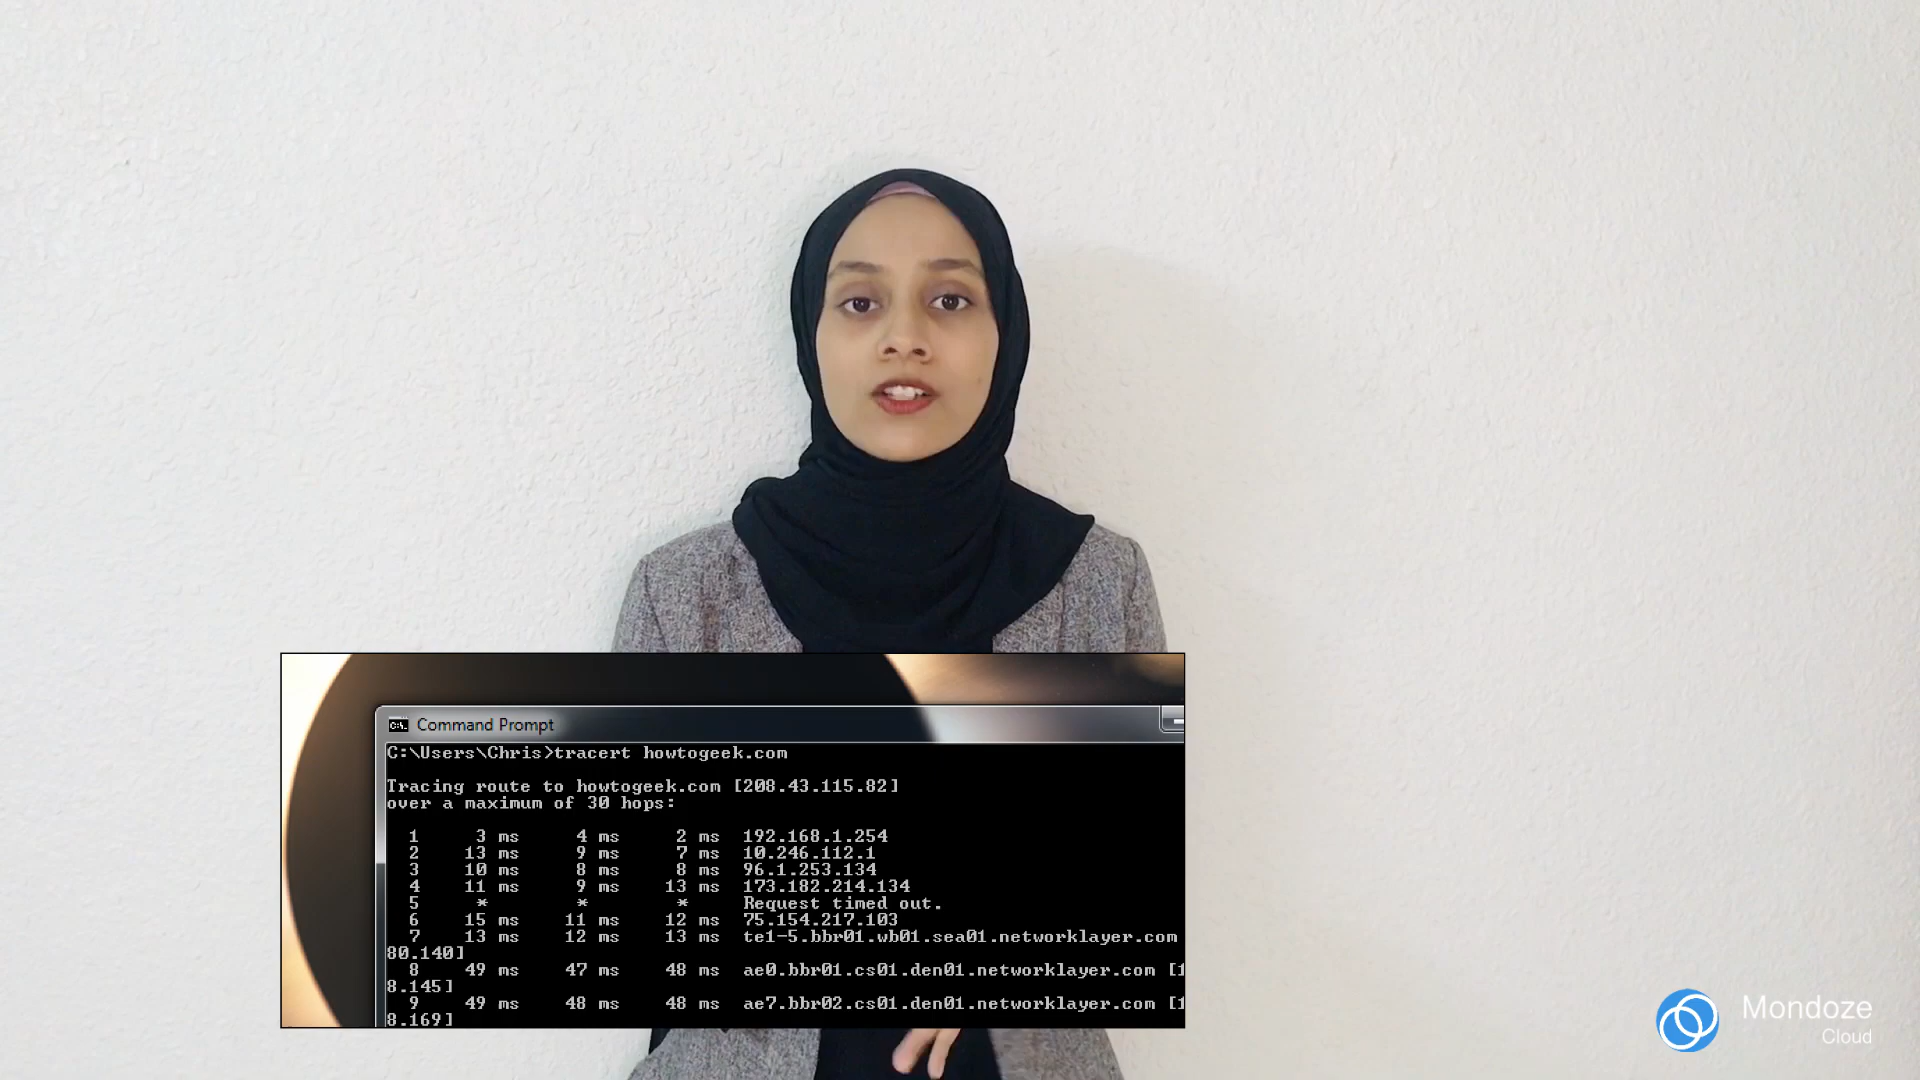 Command Prompt
C:\Users\Chris>tracert howtogeek.com
Tracing route to howtogeek.com [208.43.115.82]
over a maximum of 30 hops:
1 3 ms 4 ms 2 ms 192.168.1.254
2 13 ms 9 ms 7 ms 10.246.112.1
3 10 ms 8 ms 8 ms 96.1.253.134
4 11 ms 9 ms 13 ms 173.182.214.134
5 * * * Request timed out.
6 15 ms 11 ms 12 ms 75.154.217.103
7 13 ms 12 ms 13 ms te1-5.bbr01.wb01.sea01.networklayer.com
80.140]
8 49 ms 47 ms 48 ms ae0.bbr01.cs01.den01.networklayer.com [1
8.145]
9 49 ms 48 ms 48 ms ae7.bbr02.cs01.den01.networklayer.com [1
8.169]
Mondoze
Cloud